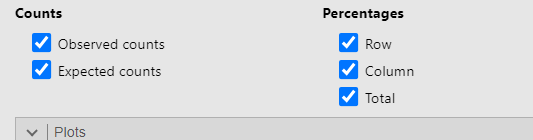 Counts
Observed counts
Expected counts
Percentages
Row
Column
Total
Plots